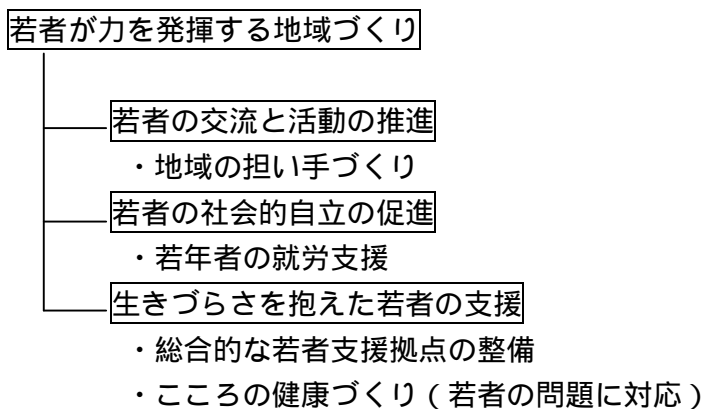 若者が力を発揮する地域づくり
若者の交流と活動の推進
・地域の担い手づくり
若者の社会的自立の促進
・若年者の就労支援
生きづらさを抱えた若者の支援
・総合的な若者支援拠点の整備
・こころの健康づくり（若者の問題に対応）